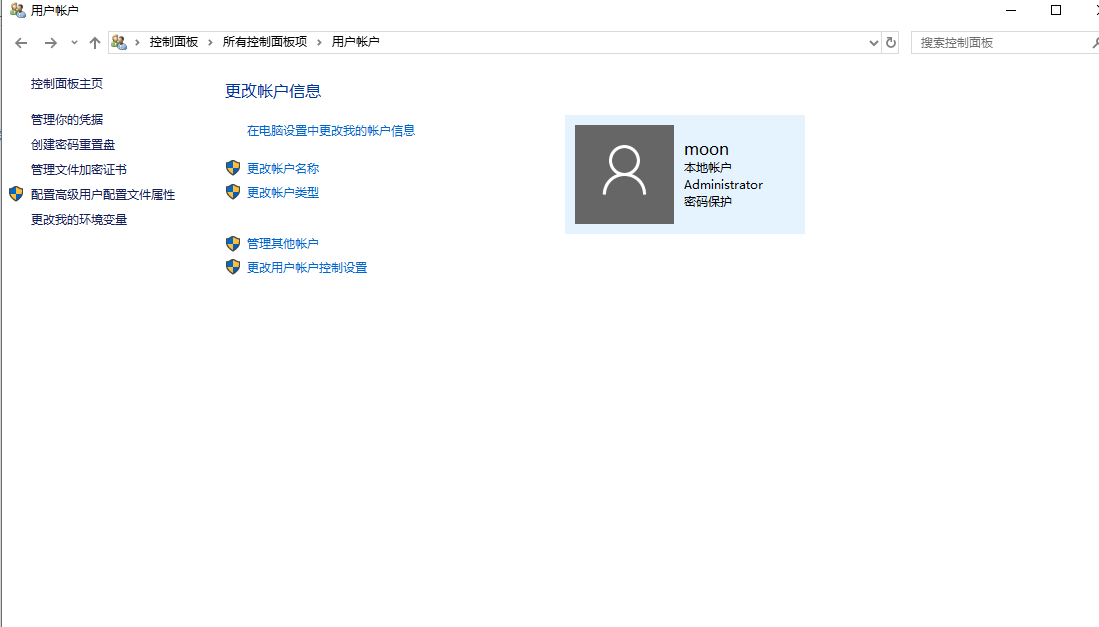 用户帐户
控制面板 › 所有控制面板项 › 用户帐户
搜索控制面板
控制面板主页
管理你的凭据
创建密码重置盘
管理文件加密证书
配置高级用户配置文件属性
更改我的环境变量
更改帐户信息
在电脑设置中更改我的帐户信息
更改帐户名称
更改帐户类型
管理其他帐户
更改用户帐户控制设置
moon
本地帐户
Administrator
密码保护